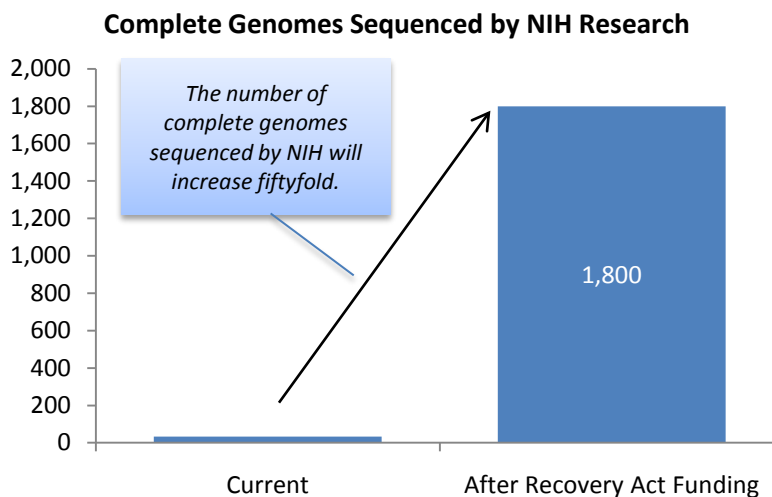 Complete Genomes Sequenced by NIH Research
2,000
1,800
1,600
1,400
1,200
1,000
800
600
400
200
0
The number of
complete genomes
sequenced by NIH will
increase fiftyfold.
1,800
Current
After Recovery Act Funding